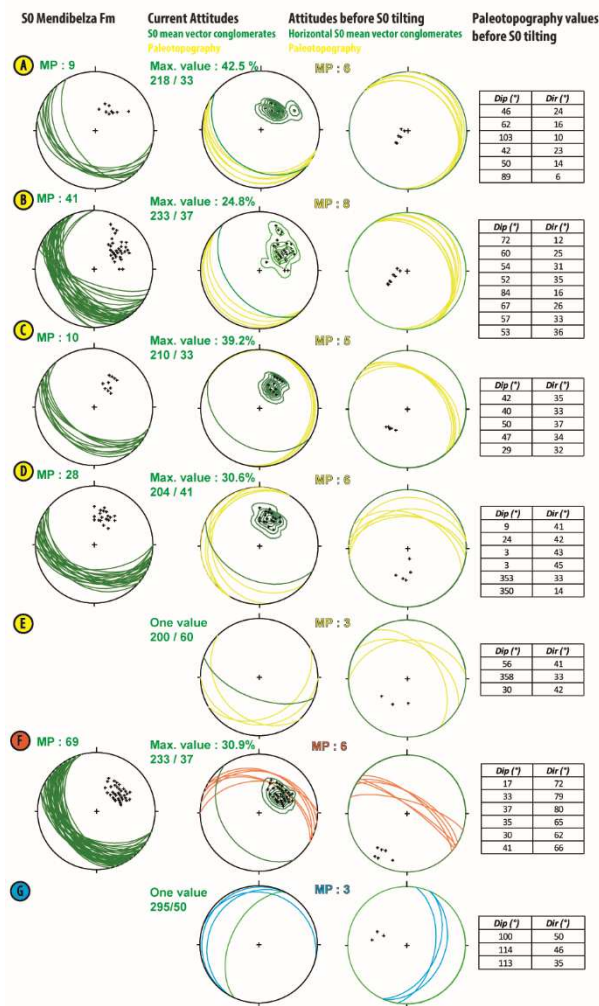 S0 Mendibelza Fm
Current Attitudes
S0 mean vector conglomerates
Paleotopography
Attitudes before S0 tilting
Horizontal S0 mean vector conglomerates
Paleotopography
Paleotopography values
before S0 tilting
A
MP : 9
Max. value : 42.5 %
218 / 33
MP : 6
Dip (°) Dir (°)
46 24
62 16
103 10
42 23
50 14
89 6
B
MP : 41
Max. value : 24.8%
233 / 37
MP : 8
Dip (°) Dir (°)
72 12
60 25
54 31
52 35
84 16
67 26
57 33
53 36
C
MP : 10
Max. value : 39.2%
210 / 33
MP : 5
Dip (°) Dir (°)
42 35
40 33
50 37
47 34
29 32
D
MP : 28
Max. value : 30.6%
204 / 41
MP : 6
Dip (°) Dir (°)
9 41
24 42
3 43
3 45
353 33
350 14
E
One value
200 / 60
MP : 3
Dip (°) Dir (°)
56 41
358 33
30 42
F
MP : 69
Max. value : 30.9%
233 / 37
MP : 6
Dip (°) Dir (°)
17 72
33 79
37 80
35 65
30 62
41 66
G
One value
295/50
MP : 3
Dip (°) Dir (°)
100 50
114 46
113 35